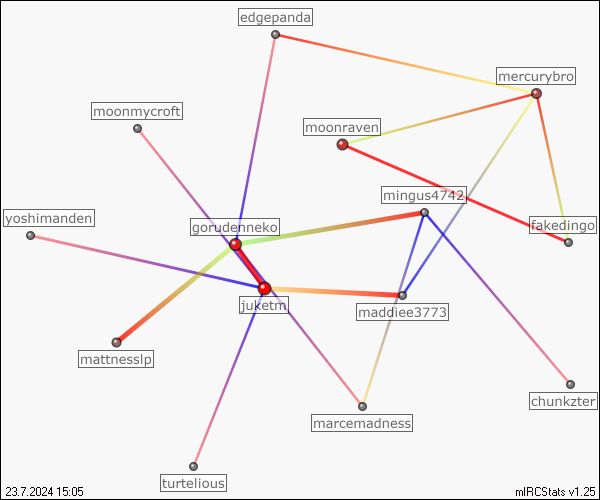 edgepanda
mercurybro
moonmycroft
moonraven
mingus4742
yoshimanden
gorudenneko
fakedingo
juketm
maddiee3773
mattnesslp
chunkzter
marcemadness
turtelious
23.7.2024 15:05
mIRCStats v1.25